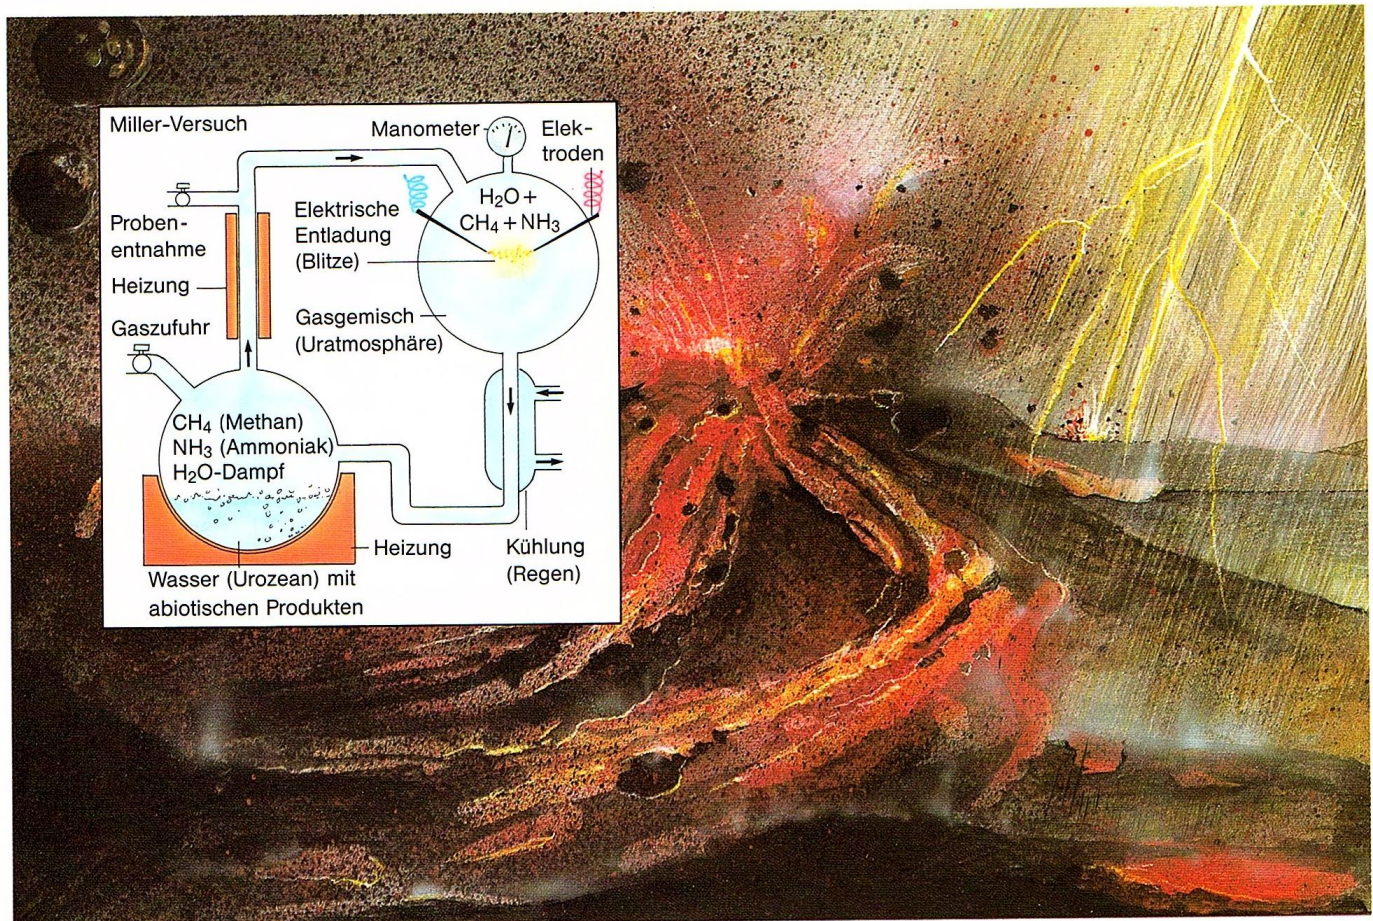 Miller-Versuch
Manometer
Elek-
troden
H₂O +
CH₄ + NH₃
Elektrische
Entladung
(Blitze)
Proben-
entnahme
Heizung
Gaszufuhr
Gasgemisch
(Uratmosphäre)
CH₄ (Methan)
NH₃ (Ammoniak)
H₂O-Dampf
Heizung
Kühlung
(Regen)
Wasser (Urozean) mit
abiotischen Produkten